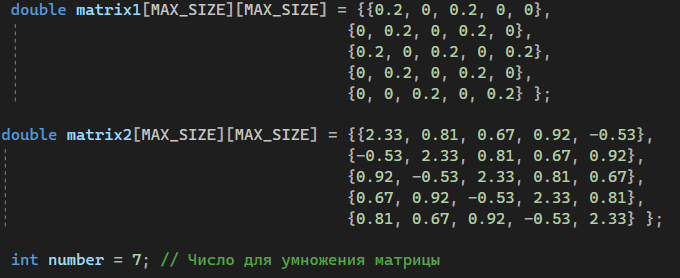 double matrix1[MAX_SIZE][MAX_SIZE] = {{0.2, 0, 0.2, 0, 0},
{0, 0.2, 0, 0.2, 0},
{0.2, 0, 0.2, 0, 0.2},
{0, 0.2, 0, 0.2, 0},
{0, 0, 0.2, 0, 0.2} };
double matrix2[MAX_SIZE][MAX_SIZE] = {{2.33, 0.81, 0.67, 0.92, -0.53},
{-0.53, 2.33, 0.81, 0.67, 0.92},
{0.92, -0.53, 2.33, 0.81, 0.67},
{0.67, 0.92, -0.53, 2.33, 0.81},
{0.81, 0.67, 0.92, -0.53, 2.33} };
int number = 7; // Число для умножения матрицы